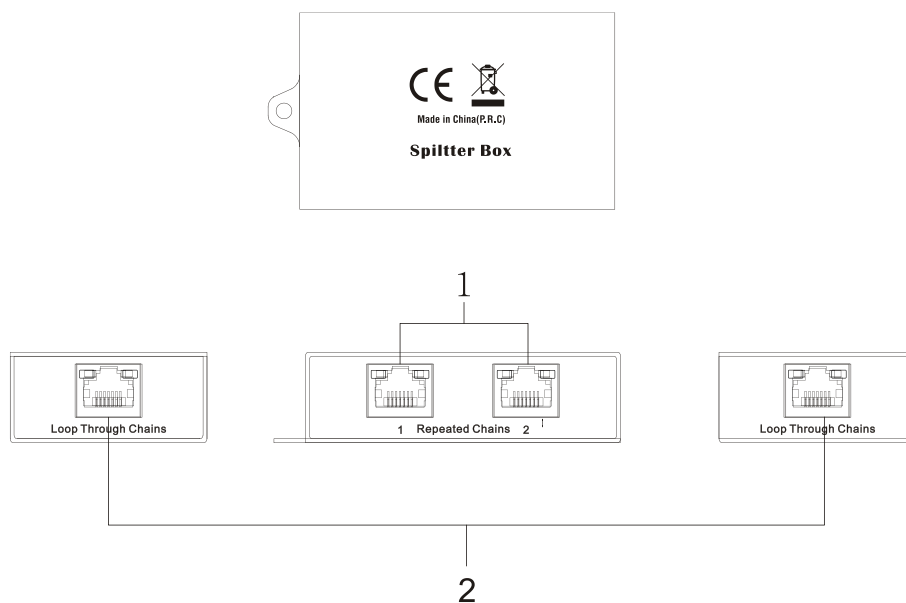 CE
Made in China(P.R.C)
Spiltter Box
1
Loop Through Chains
1 Repeated Chains 2
Loop Through Chains
2